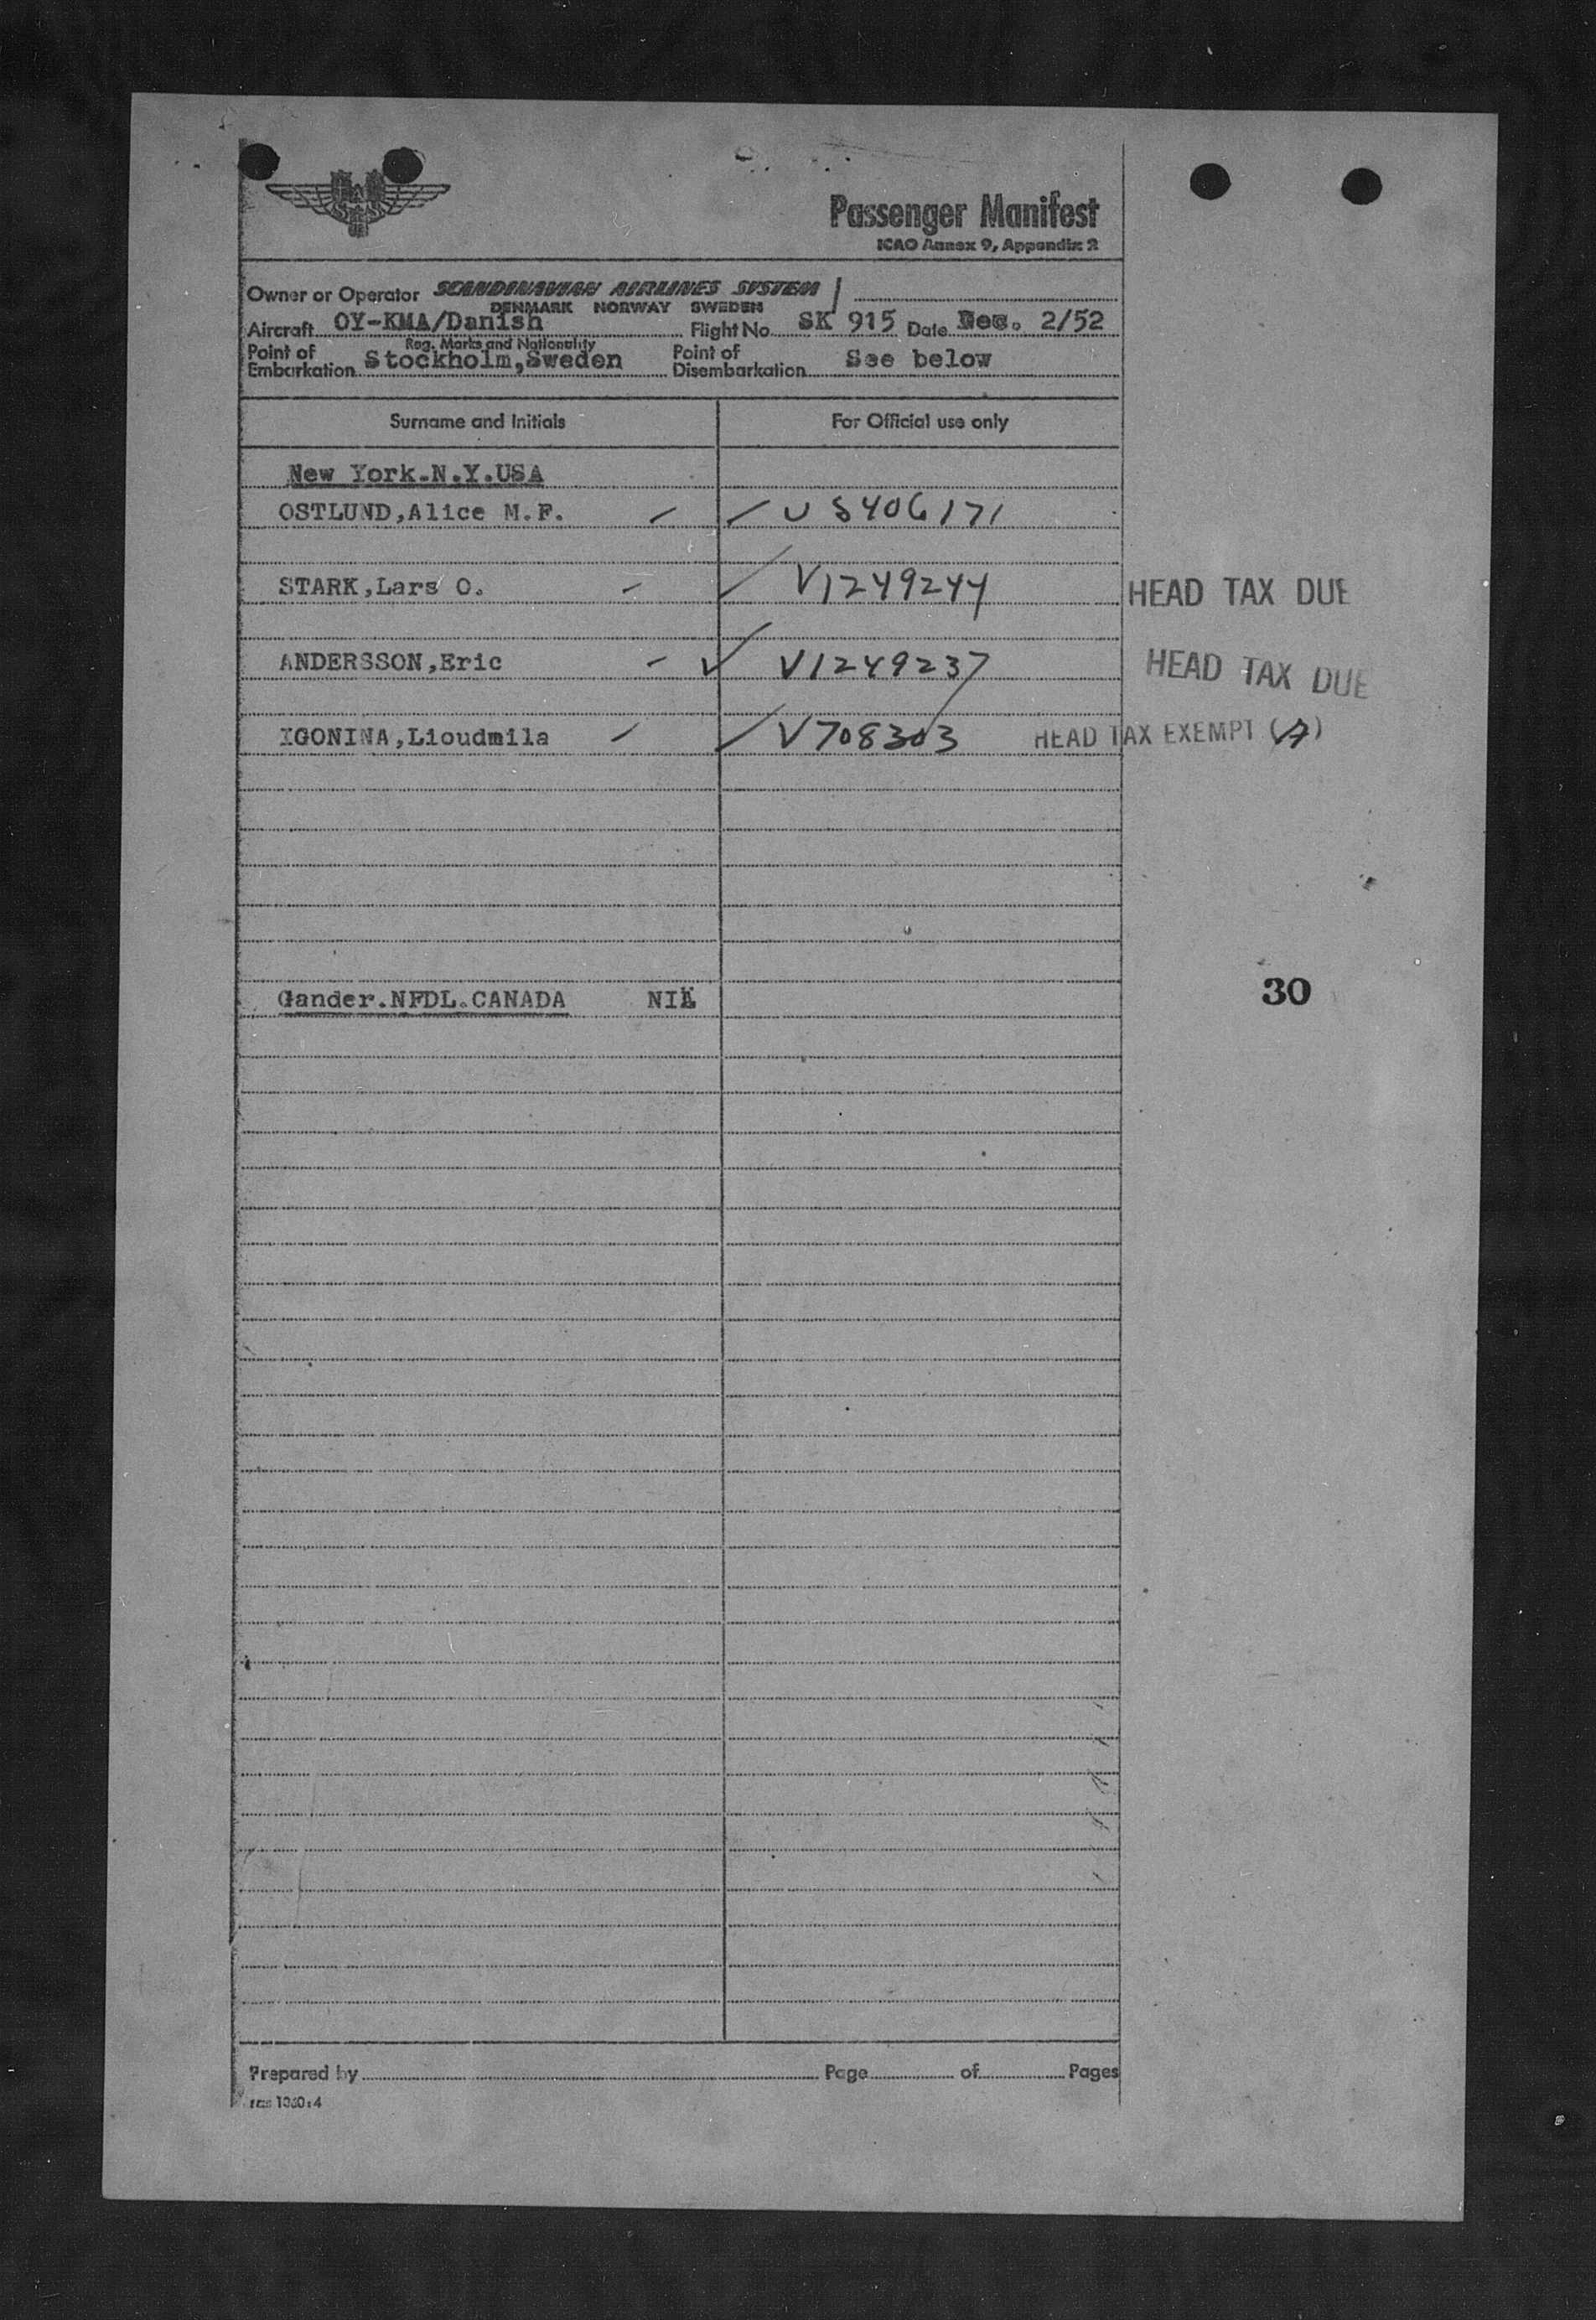 SAS
Passenger Manifest
ICAO Annex 9, Appendix 2
Owner or Operator SCANDINAVIAN AIRLINES SYSTEM
DENMARK NORWAY SWEDEN
Aircraft OY-KMA/Danish Flight No. SK 915 Date Dec. 2/52
Reg. Marks and Nationality
Point of Embarkation Stockholm,Sweden Point of Disembarkation See below
Surname and Initials For Official use only
New York.N.Y.USA
OSTLUND,Alice M.F. U S406171
STARK,Lars O. V1249244 HEAD TAX DUE
ANDERSSON,Eric V1249237 HEAD TAX DUE
IGONINA,Lioudmila V708303 HEAD TAX EXEMPT (A)
Gander.NFDL.CANADA NIL
30
Prepared by Page of Pages
1060:4